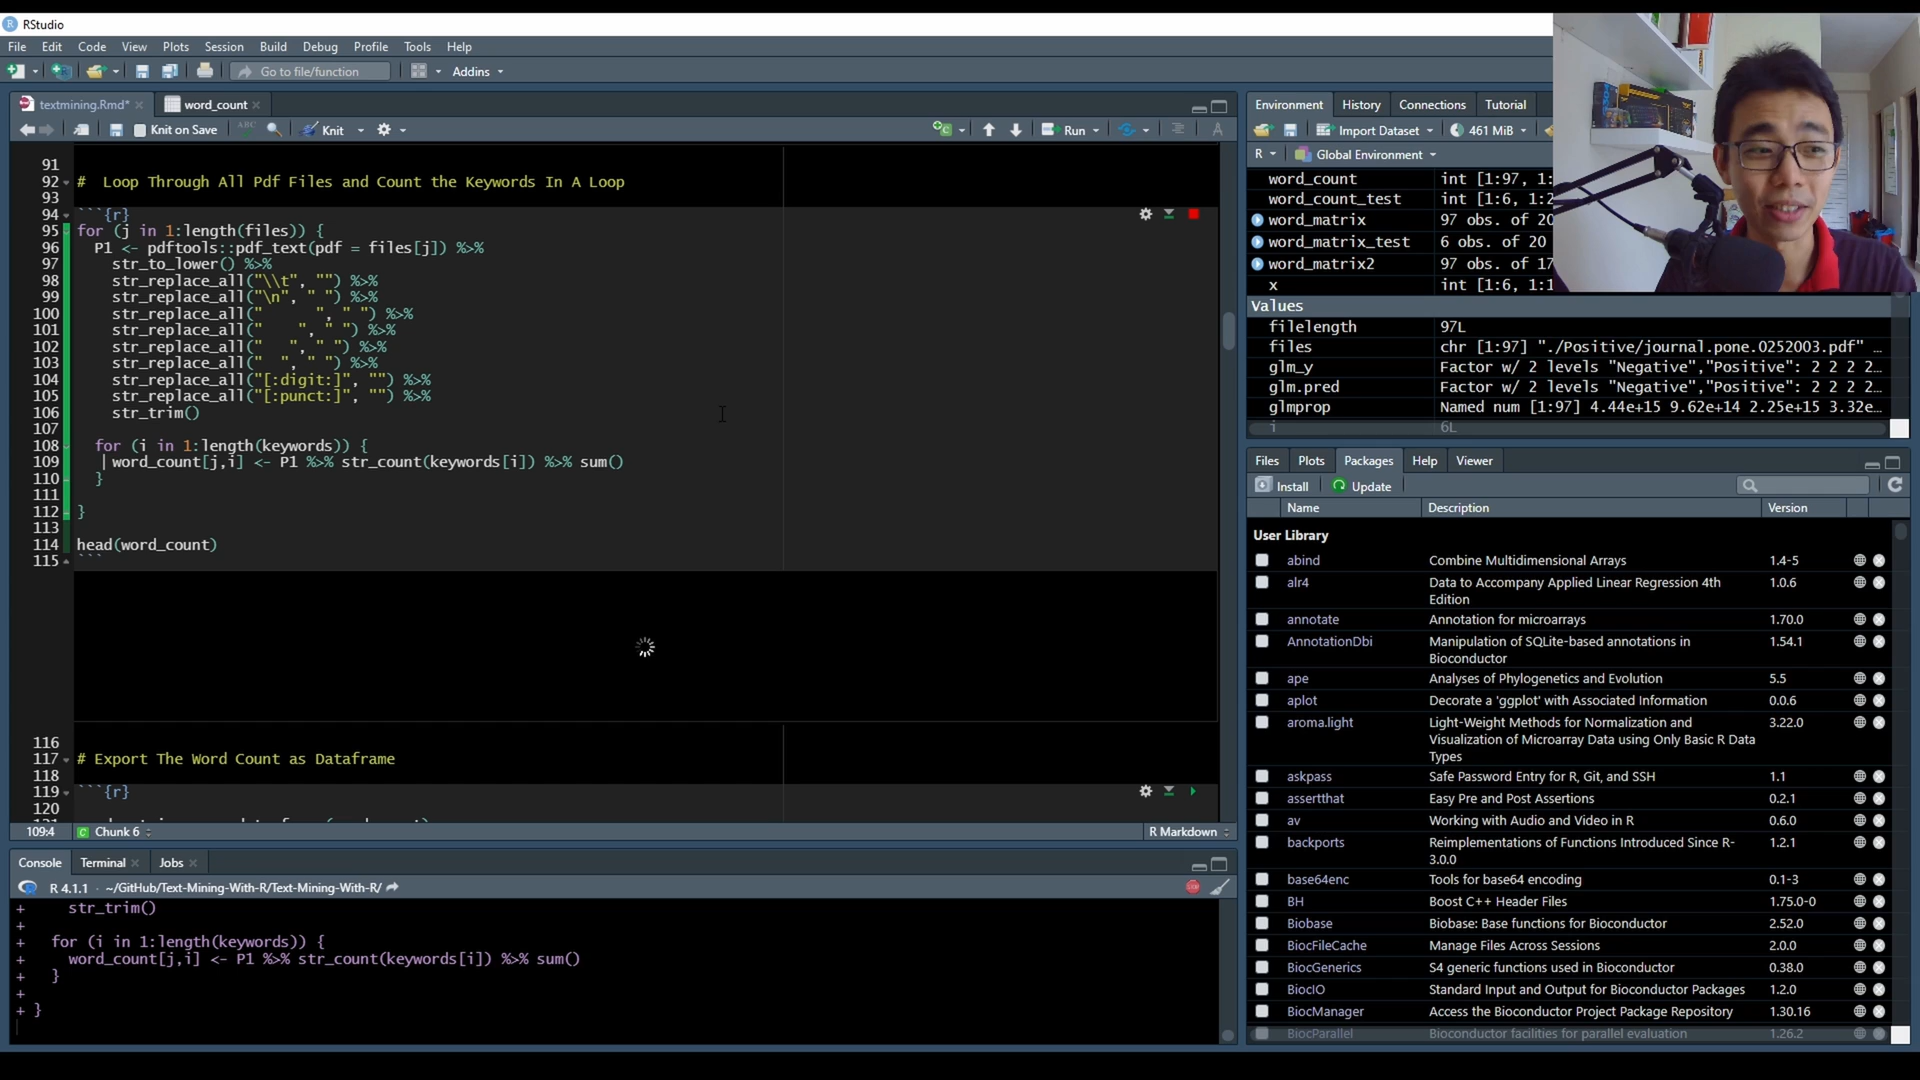 RStudio
File Edit Code View Plots Session Build Debug Profile Tools Help
Go to file/function Addins
textmining.Rmd* word_count
Knit on Save ABC Knit Run
91
92 #  Loop Through All Pdf Files and Count the Keywords In A Loop
93
94 ```{r}
95 for (j in 1:length(files)) {
96   P1 <- pdftools::pdf_text(pdf = files[j]) %>%
97     str_to_lower() %>%
98     str_replace_all("\\t", "") %>%
99     str_replace_all("\n", " ") %>%
100     str_replace_all("      ", " ") %>%
101     str_replace_all("    ", " ") %>%
102     str_replace_all("   ", " ") %>%
103     str_replace_all("  ", " ") %>%
104     str_replace_all("[:digit:]", "") %>%
105     str_replace_all("[:punct:]", "") %>%
106     str_trim()
107
108   for (i in 1:length(keywords)) {
109     word_count[j,i] <- P1 %>% str_count(keywords[i]) %>% sum()
110   }
111
112 }
113
114 head(word_count)
115 ```
116
117 # Export The Word Count as Dataframe
118
119 ```{r}
120
109:4 Chunk 6 R Markdown
Console Terminal Jobs
R 4.1.1 · ~/GitHub/Text-Mining-With-R/Text-Mining-With-R/
+     str_trim()
+
+   for (i in 1:length(keywords)) {
+     word_count[j,i] <- P1 %>% str_count(keywords[i]) %>% sum()
+   }
+
+ }
Environment History Connections Tutorial
Import Dataset 461 MiB
R Global Environment
word_count int [1:97, 1:
word_count_test int [1:6, 1:2
word_matrix 97 obs. of 20
word_matrix_test 6 obs. of 20
word_matrix2 97 obs. of 17
x int [1:6, 1:1
Values
filelength 97L
files chr [1:97] "./Positive/journal.pone.0252003.pdf" …
glm_y Factor w/ 2 levels "Negative","Positive": 2 2 2 2…
glm.pred Factor w/ 2 levels "Negative","Positive": 2 2 2 2…
glmprop Named num [1:97] 4.44e+15 9.62e+14 2.25e+15 3.32e…
i 6L
Files Plots Packages Help Viewer
Install Update
Name Description Version
User Library
abind Combine Multidimensional Arrays 1.4-5
alr4 Data to Accompany Applied Linear Regression 4th 1.0.6
Edition
annotate Annotation for microarrays 1.70.0
AnnotationDbi Manipulation of SQLite-based annotations in 1.54.1
Bioconductor
ape Analyses of Phylogenetics and Evolution 5.5
aplot Decorate a 'ggplot' with Associated Information 0.0.6
aroma.light Light-Weight Methods for Normalization and 3.22.0
Visualization of Microarray Data using Only Basic R Data
Types
askpass Safe Password Entry for R, Git, and SSH 1.1
assertthat Easy Pre and Post Assertions 0.2.1
av Working with Audio and Video in R 0.6.0
backports Reimplementations of Functions Introduced Since R- 1.2.1
3.0.0
base64enc Tools for base64 encoding 0.1-3
BH Boost C++ Header Files 1.75.0-0
Biobase Biobase: Base functions for Bioconductor 2.52.0
BiocFileCache Manage Files Across Sessions 2.0.0
BiocGenerics S4 generic functions used in Bioconductor 0.38.0
BiocIO Standard Input and Output for Bioconductor Packages 1.2.0
BiocManager Access the Bioconductor Project Package Repository 1.30.16
BiocParallel Bioconductor facilities for parallel evaluation 1.26.2